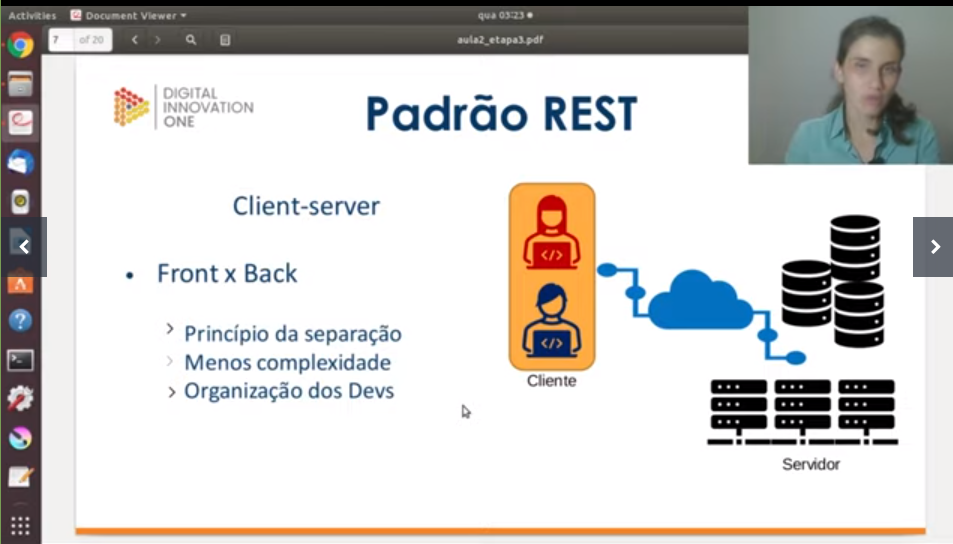 Activities Document Viewer qua 03:23
7 of 20 aula2_etapa3.pdf
DIGITAL
INNOVATION
ONE
Padrão REST
Client-server
• Front x Back
> Princípio da separação
> Menos complexidade
> Organização dos Devs
</>
</>
Cliente
Servidor